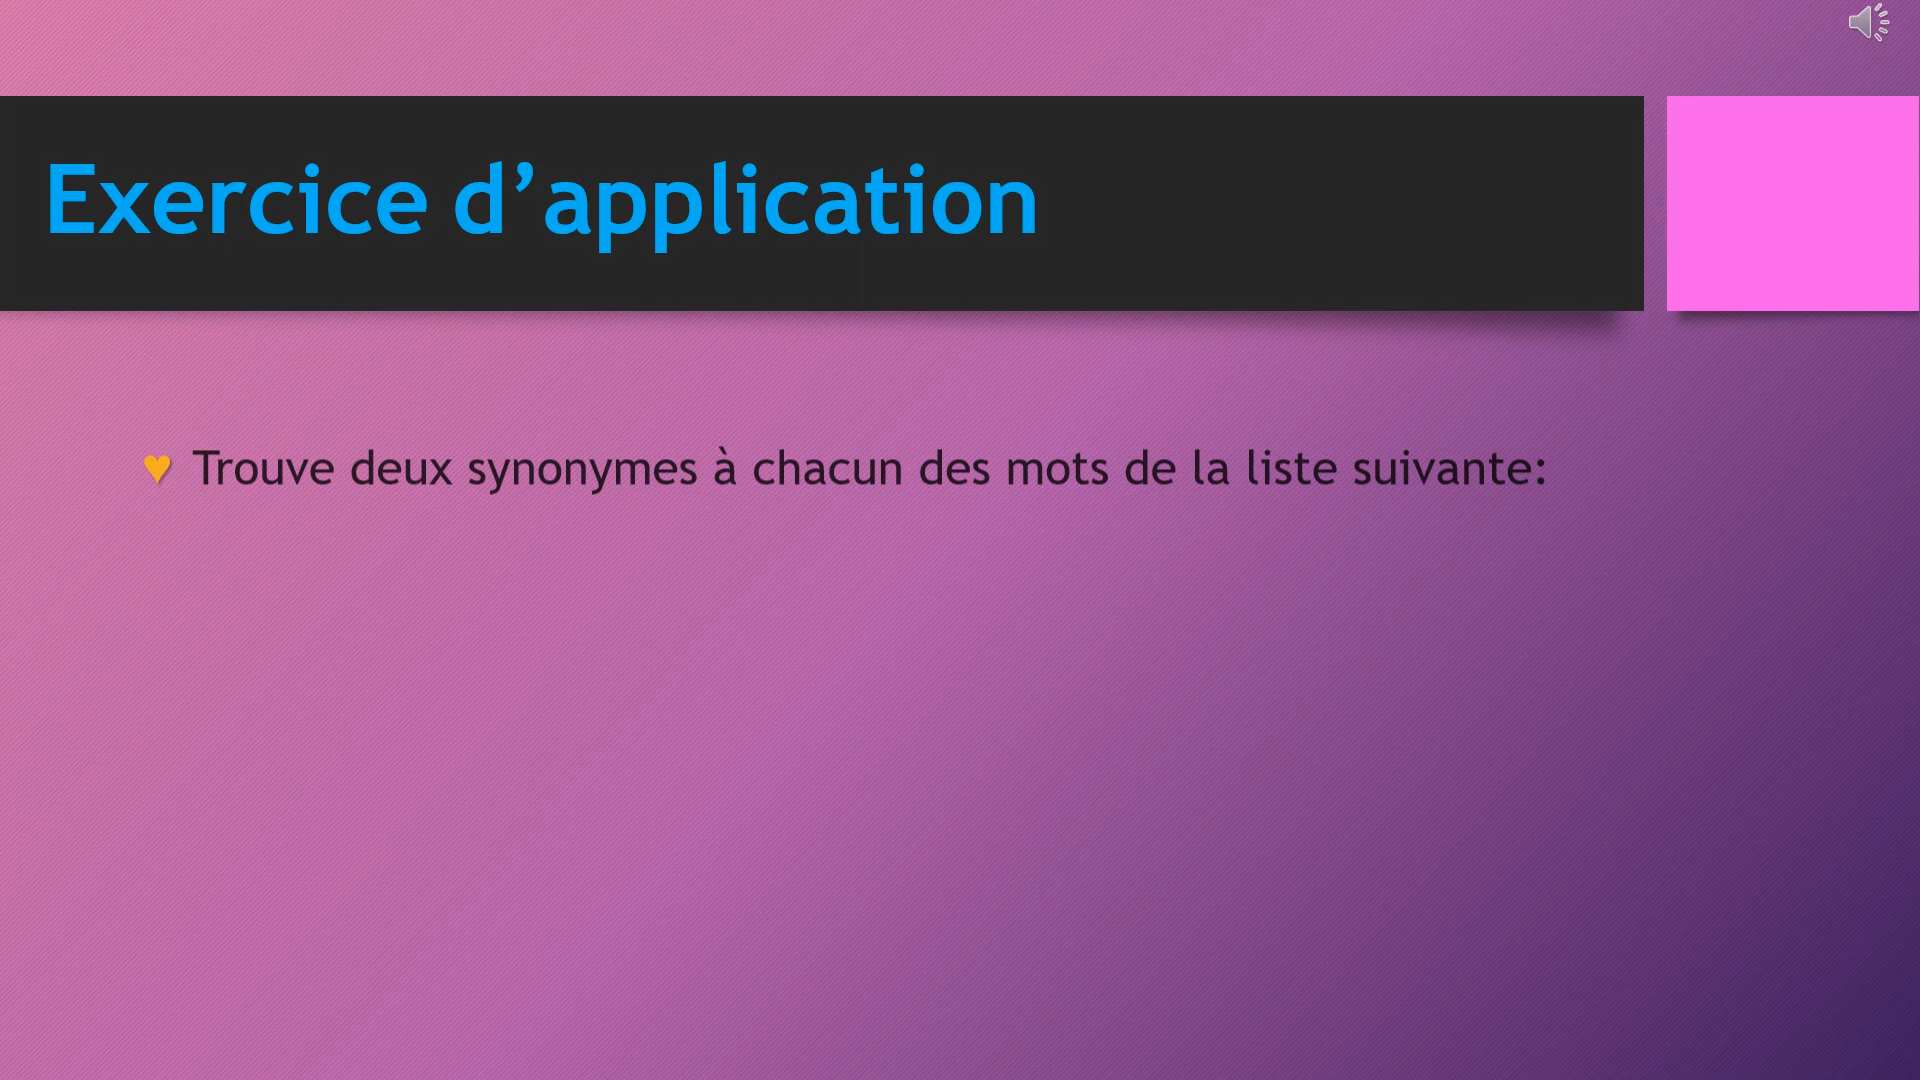 Exercice d’application
♥ Trouve deux synonymes à chacun des mots de la liste suivante: